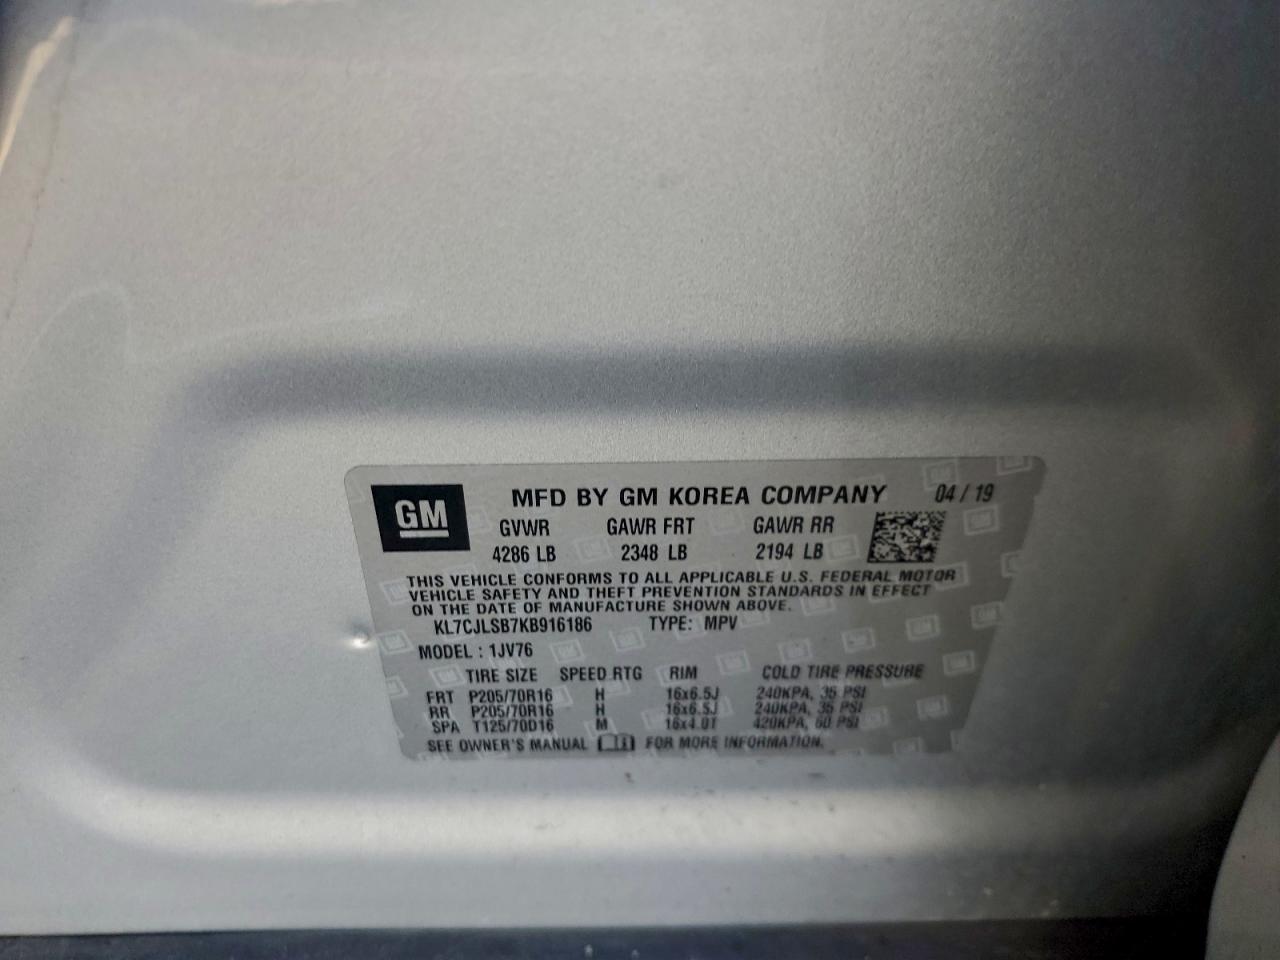 GM
MFD BY GM KOREA COMPANY 04 / 19
GVWR GAWR FRT GAWR RR
4286 LB 2348 LB 2194 LB
THIS VEHICLE CONFORMS TO ALL APPLICABLE U.S. FEDERAL MOTOR
VEHICLE SAFETY AND THEFT PREVENTION STANDARDS IN EFFECT
ON THE DATE OF MANUFACTURE SHOWN ABOVE.
KL7CJLSB7KB916186 TYPE: MPV
MODEL : 1JV76
TIRE SIZE SPEED RTG RIM COLD TIRE PRESSURE
FRT P205/70R16 H 16x6.5J 240KPA, 35 PSI
RR P205/70R16 H 16x6.5J 240KPA, 35 PSI
SPA T125/70D16 M 16x4.0T 420KPA, 60 PSI
SEE OWNER'S MANUAL FOR MORE INFORMATION.